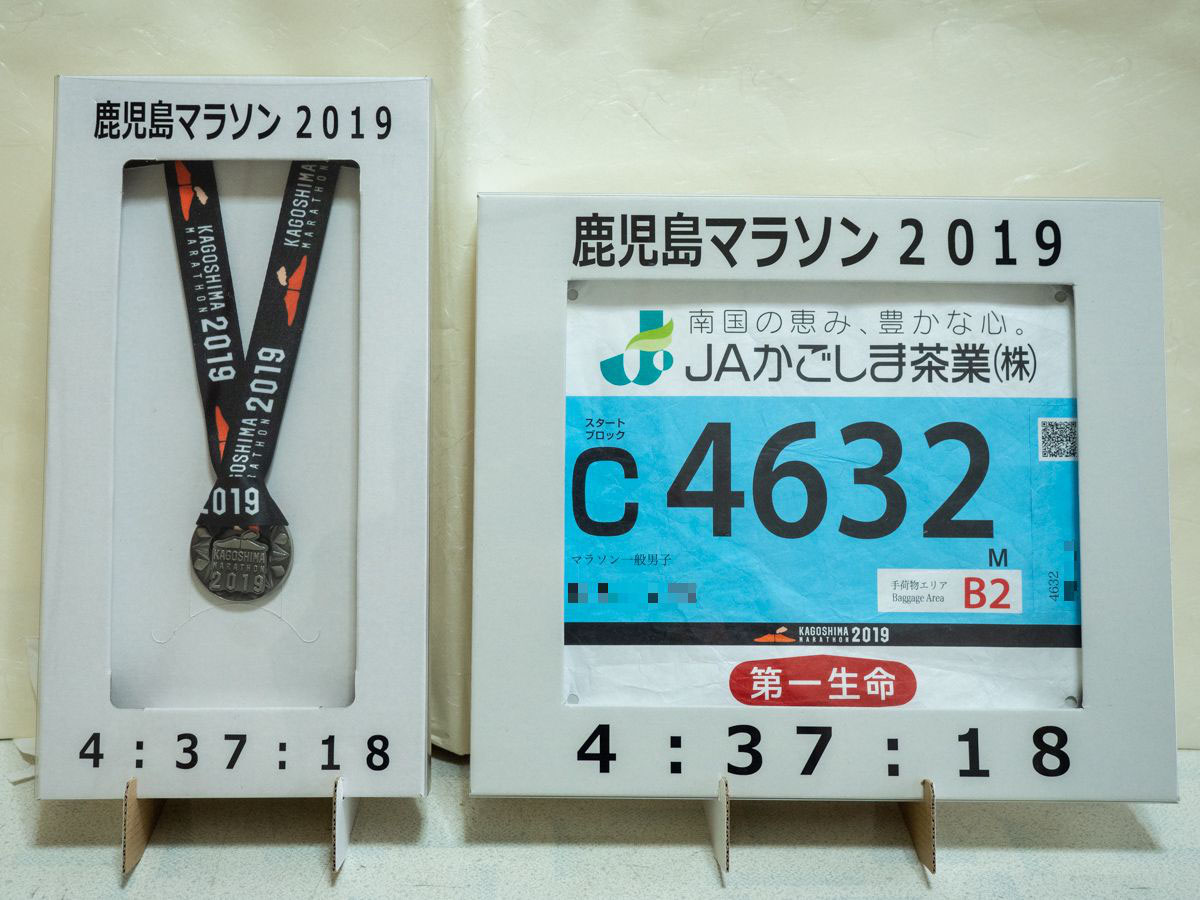 鹿児島マラソン 2019
KAGOSHIMA
MARATHON
2019
KAGOSHIMA
MARATHON
2019
KAGOSHIMA
MARATHON
2019
4:37:18
鹿児島マラソン 2019
南国の恵み、豊かな心。
JAかごしま茶業(株)
スタート
ブロック
C 4632
M
マラソン一般男子
手荷物エリア
Baggage Area
B2
4632
KAGOSHIMA
MARATHON
2019
第一生命
4:37:18